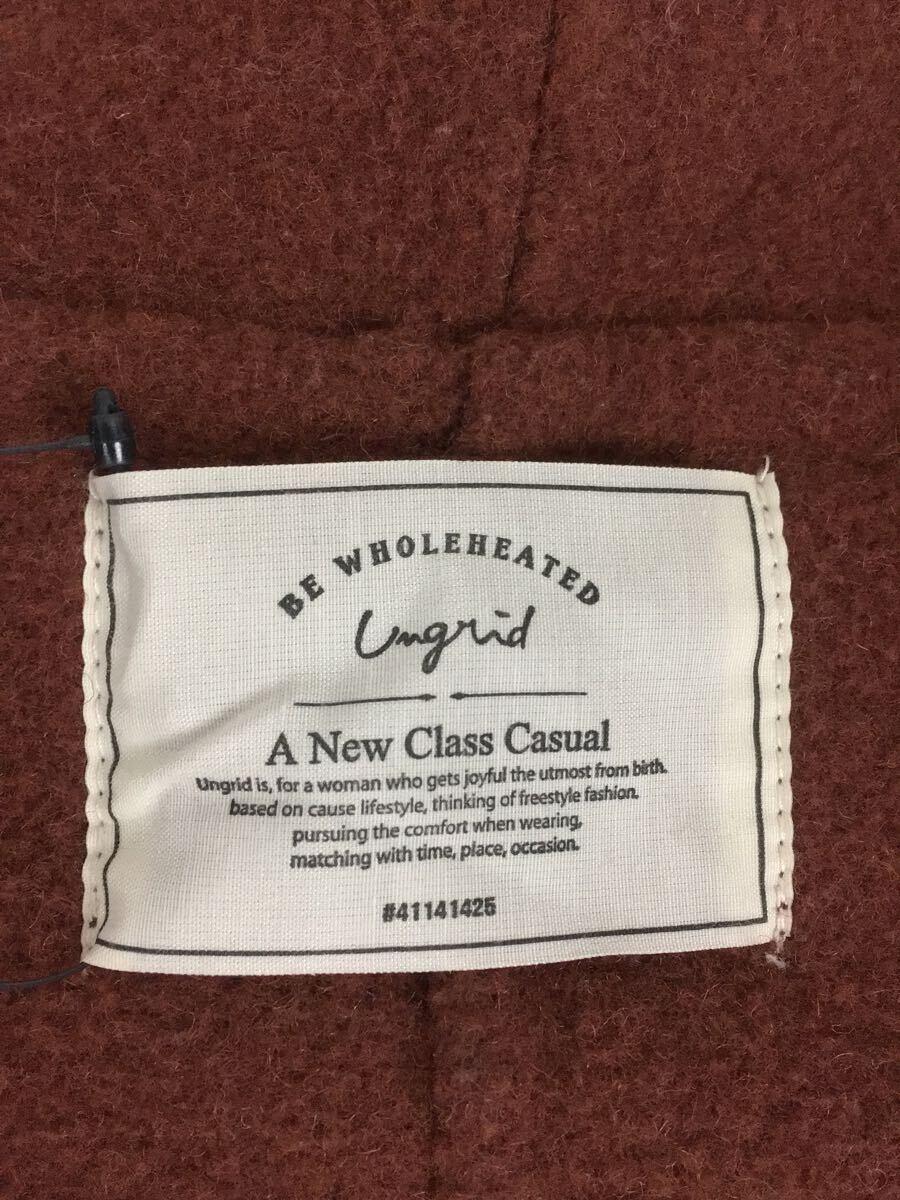 BE WHOLEHEATED
Ungrid
A New Class Casual
Ungrid is, for a woman who gets joyful the utmost from birth.
based on cause lifestyle, thinking of freestyle fashion.
pursuing the comfort when wearing,
matching with time, place, occasion.
#41141425